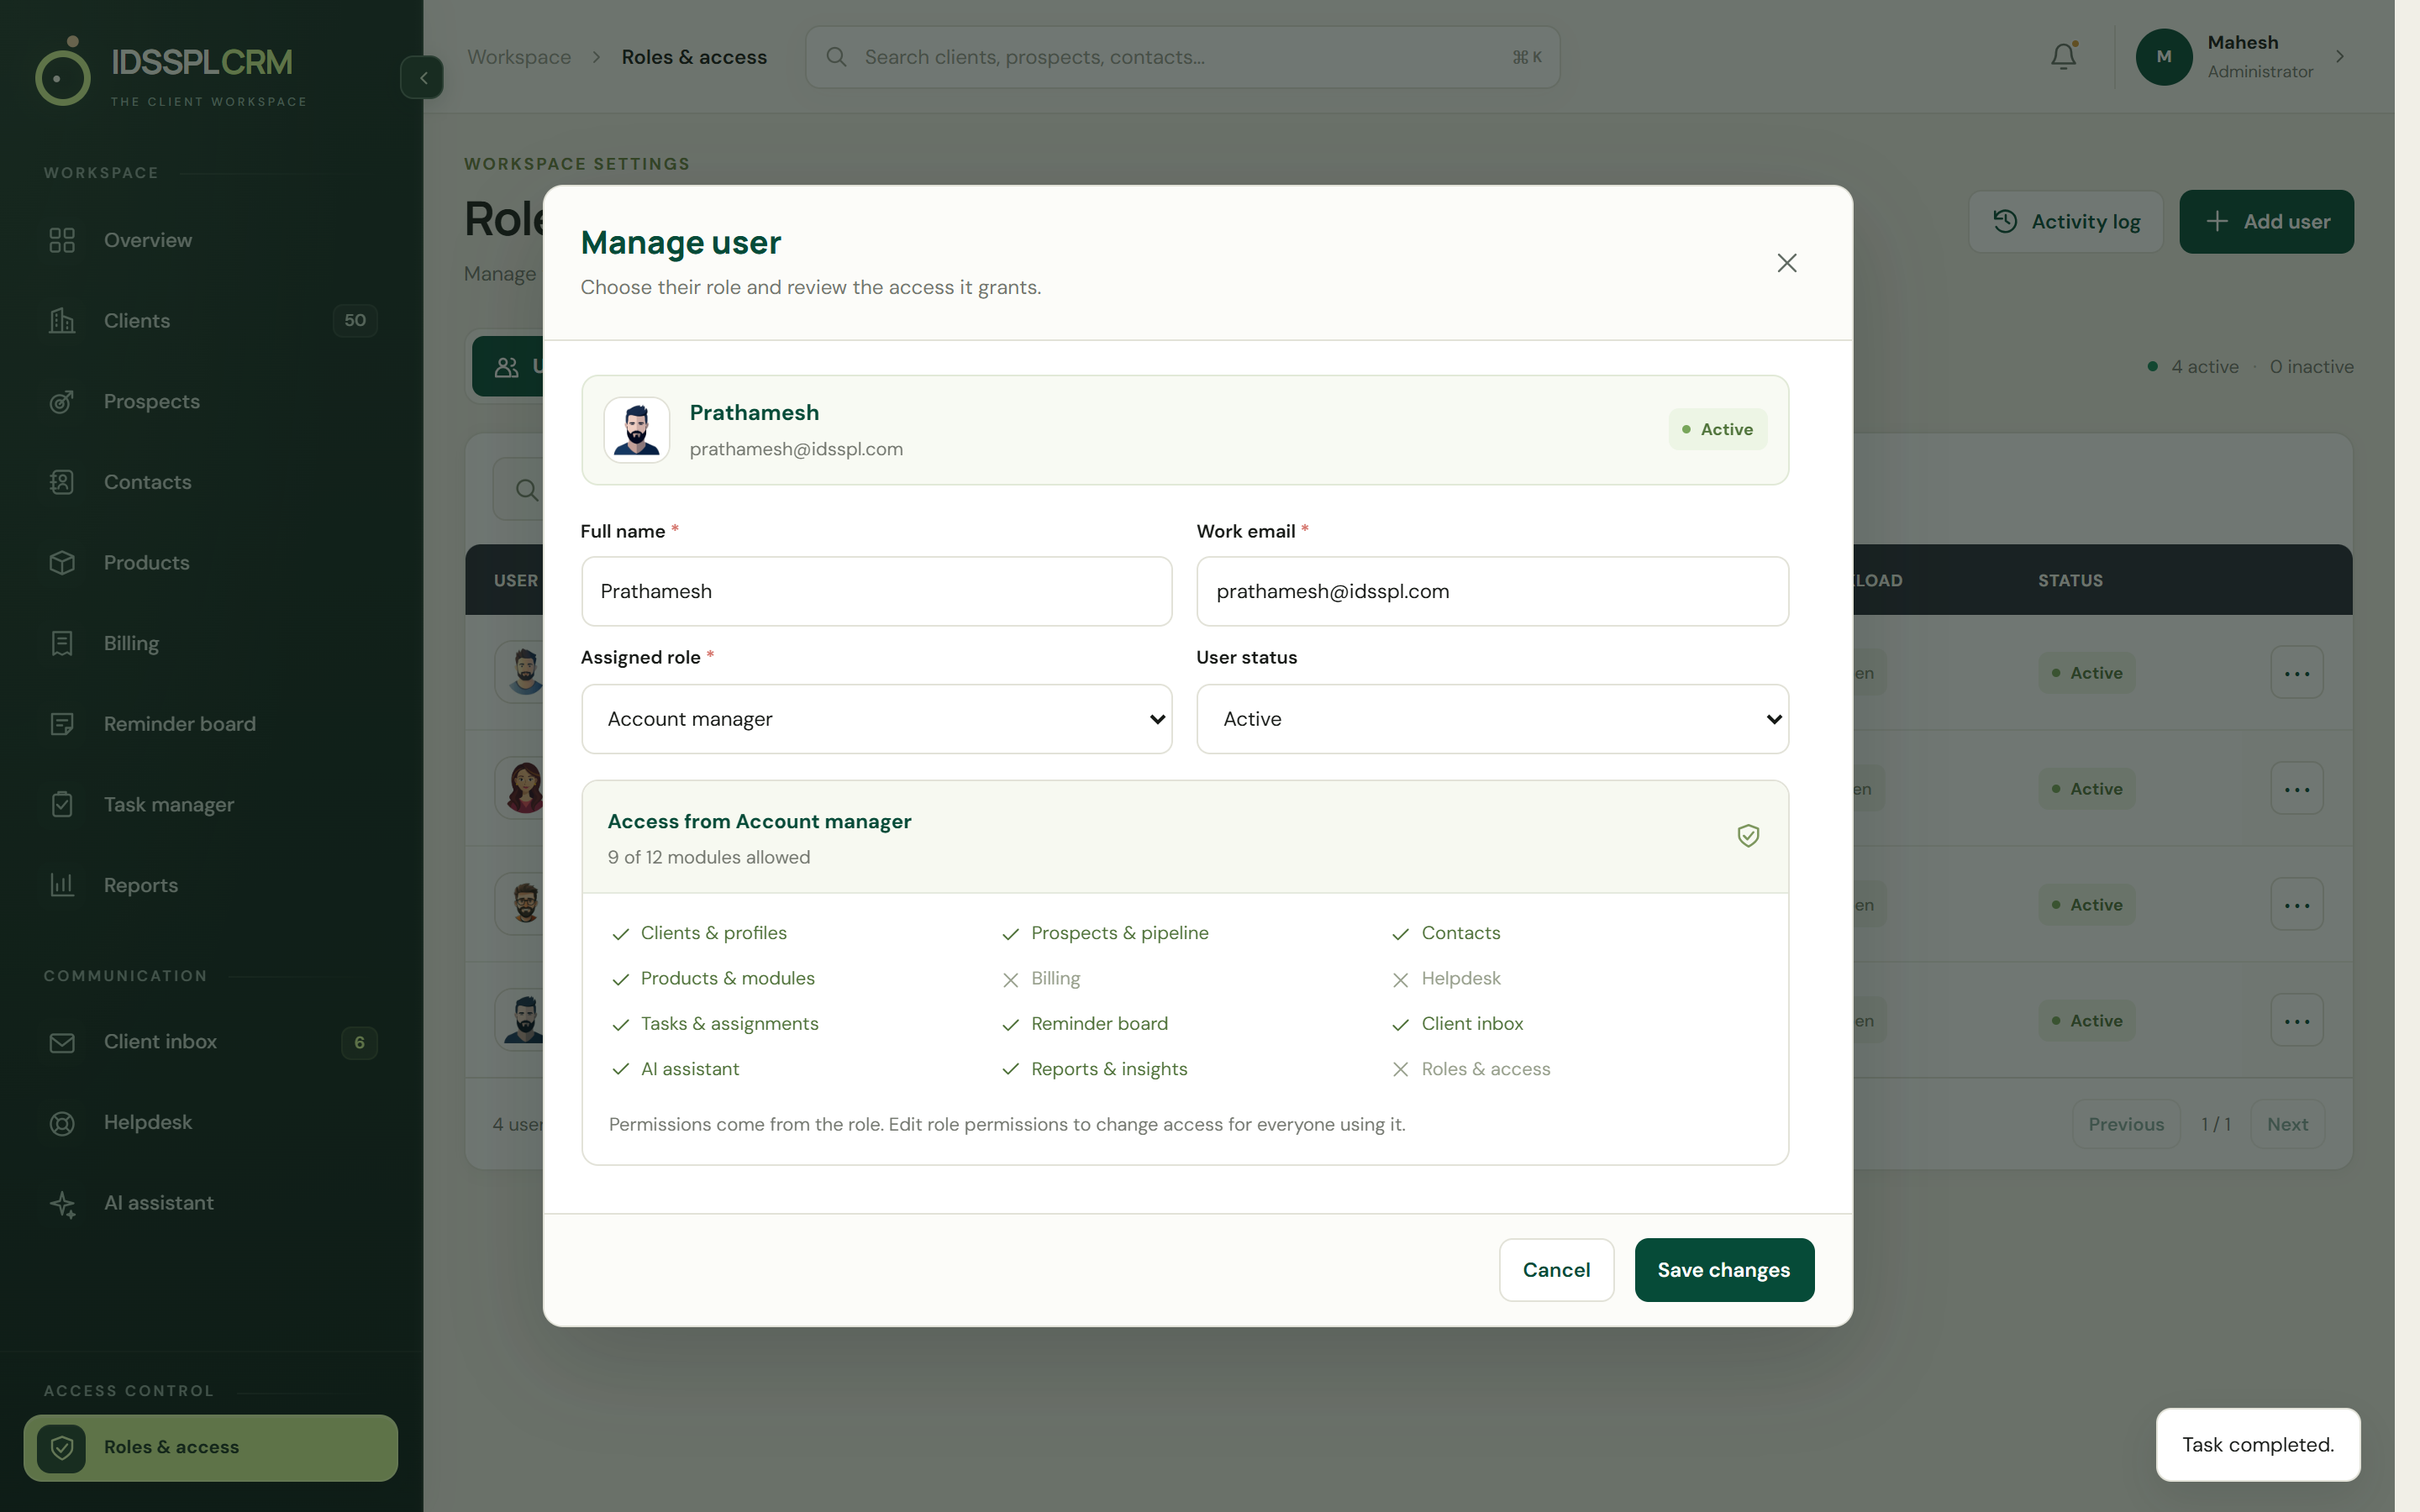 IDSSPLCRM
THE CLIENT WORKSPACE
WORKSPACE
Overview
Clients 50
Prospects
Contacts
Products
Billing
Reminder board
Task manager
Reports
COMMUNICATION
Client inbox 6
Helpdesk
AI assistant
ACCESS CONTROL
Roles & access
Workspace > Roles & access
Search clients, prospects, contacts... ⌘ K
M
Mahesh
Administrator
WORKSPACE SETTINGS
Activity log
Add user
Manage
4 active · 0 inactive
USER
STATUS
Active
Active
Active
Active
Previous 1 / 1 Next
Manage user
Choose their role and review the access it grants.
Prathamesh
prathamesh@idsspl.com
Active
Full name * Work email *
Prathamesh prathamesh@idsspl.com
Assigned role * User status
Account manager Active
Access from Account manager
9 of 12 modules allowed
Clients & profiles Prospects & pipeline Contacts
Products & modules Billing Helpdesk
Tasks & assignments Reminder board Client inbox
AI assistant Reports & insights Roles & access
Permissions come from the role. Edit role permissions to change access for everyone using it.
Cancel Save changes
Task completed.